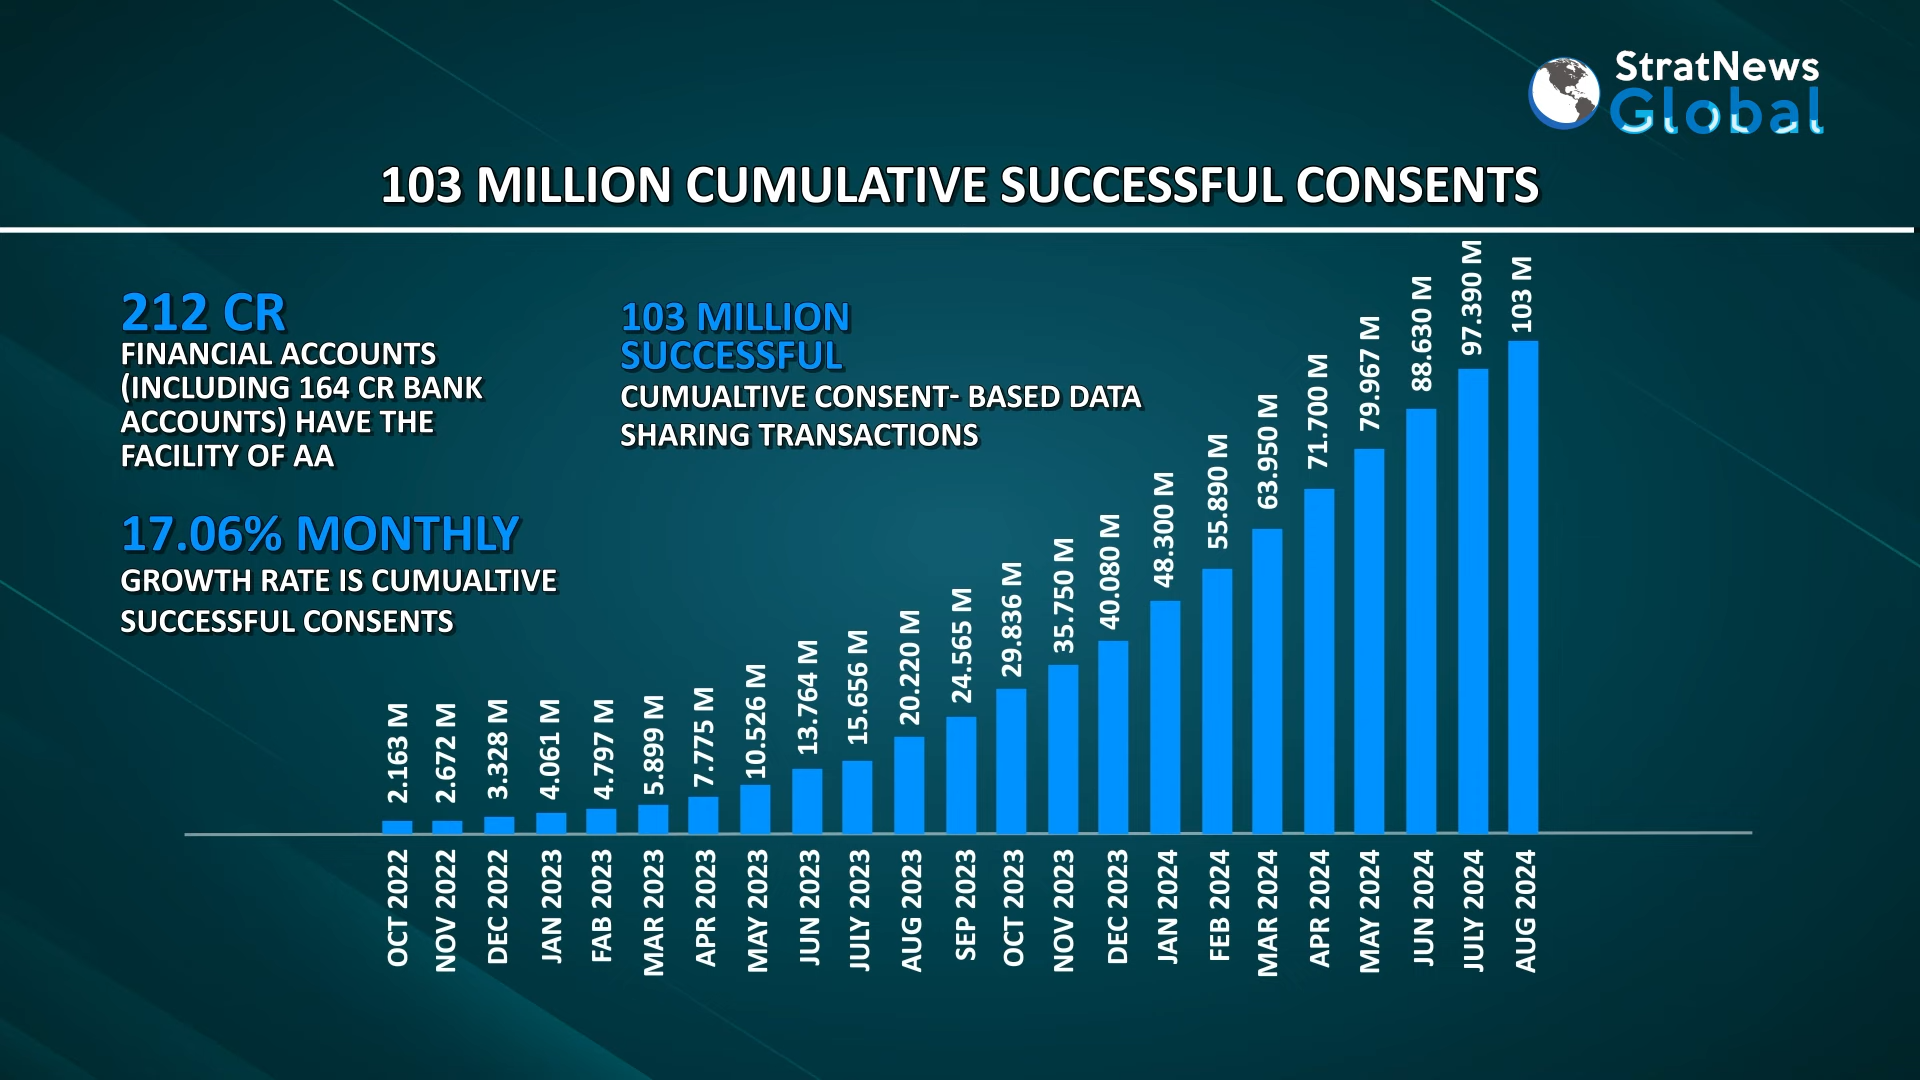 StratNews
Global
103 MILLION CUMULATIVE SUCCESSFUL CONSENTS
212 CR
FINANCIAL ACCOUNTS
(INCLUDING 164 CR BANK
ACCOUNTS) HAVE THE
FACILITY OF AA
17.06% MONTHLY
GROWTH RATE IS CUMUALTIVE
SUCCESSFUL CONSENTS
103 MILLION
SUCCESSFUL
CUMUALTIVE CONSENT- BASED DATA
SHARING TRANSACTIONS
2.163 M
2.672 M
3.328 M
4.061 M
4.797 M
5.899 M
7.775 M
10.526 M
13.764 M
15.656 M
20.220 M
24.565 M
29.836 M
35.750 M
40.080 M
48.300 M
55.890 M
63.950 M
71.700 M
79.967 M
88.630 M
97.390 M
103 M
OCT 2022
NOV 2022
DEC 2022
JAN 2023
FAB 2023
MAR 2023
APR 2023
MAY 2023
JUN 2023
JULY 2023
AUG 2023
SEP 2023
OCT 2023
NOV 2023
DEC 2023
JAN 2024
FEB 2024
MAR 2024
APR 2024
MAY 2024
JUN 2024
JULY 2024
AUG 2024